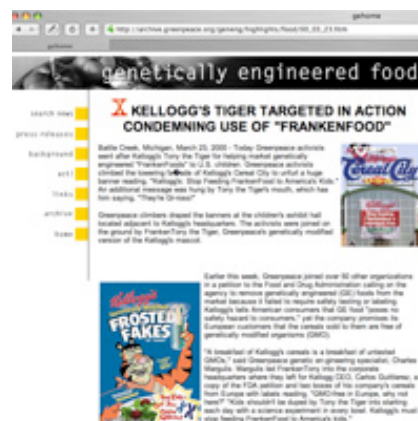 gehome
http://archive.greenpeace.org/geneng/highlights/food/00_03_23.htm
gehome
genetically engineered food
search news
press releases
background
act!
links
archive
home
X KELLOGG'S TIGER TARGETED IN ACTION
CONDEMNING USE OF "FRANKENFOOD"
Battle Creek, Michigan, March 23, 2000 - Today Greenpeace activists
went after Kellogg's Tony the Tiger for helping market genetically
engineered "FrankenFoods" to U.S. children. Greenpeace activists
climbed the towering fa�ade of Kellogg's Cereal City to unfurl a huge
banner reading, "Kellogg's: Stop Feeding FrankenFood to America's Kids."
An additional message was hung by Tony the Tiger's mouth, which has
him saying, "They're Gr-ross!"
Cereal City
Greenpeace climbers draped the banners at the children's exhibit hall
located adjacent to Kellogg's headquarters. The activists were joined on
the ground by FrankenTony the Tiger, Greenpeace's genetically modified
version of the Kellogg's mascot.
Kellogg's
FROSTED
FAKES
Earlier this week, Greenpeace joined over 50 other organizations
in a petition to the Food and Drug Administration calling on the
agency to remove genetically engineered (GE) foods from the
market because it failed to require safety testing or labeling.
Kellogg's tells American consumers that GE food "poses no
safety hazard to consumers," yet the company promises its
European customers that the cereals sold to them are free of
genetically modified organisms (GMO).
"A breakfast of Kellogg's cereals is a breakfast of untested
GMOs," said Greenpeace genetic engineering specialist, Charles
Margulis. Margulis led FrankenTony into the corporate
headquarters where they left for Kellogg CEO, Carlos Gutierrez, a
copy of the FDA petition and two boxes of his company's cereals
from Europe with labels reading, "GMO-free in Europe, why not
here?" "Kids shouldn't be duped by Tony the Tiger into starting
each day with a science experiment in every bowl. Kellogg's must
stop feeding FrankenFood to America's kids."